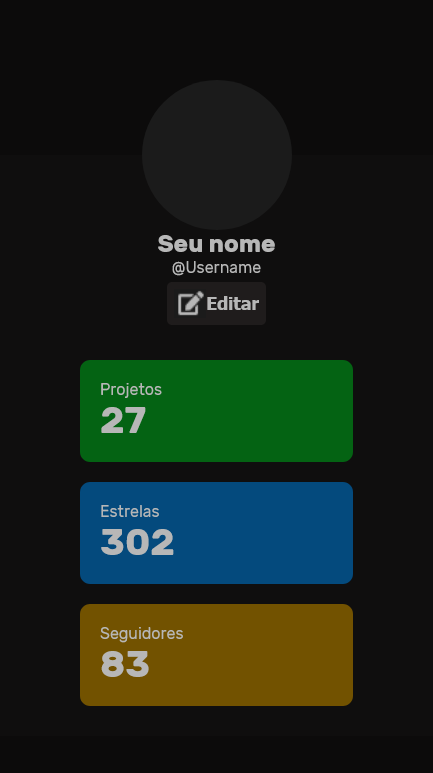 Seu nome
@Username
Editar
Projetos
27
Estrelas
302
Seguidores
83